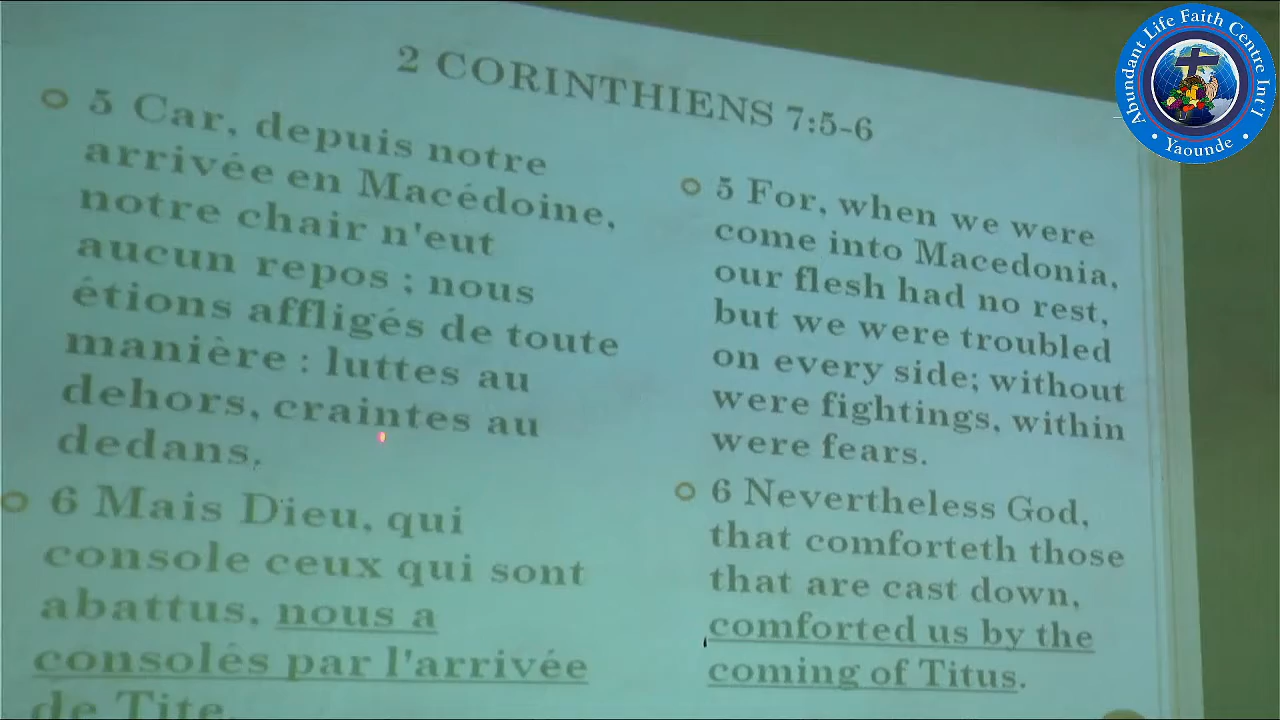 2 CORINTHIENS 7:5-6
5 Car, depuis notre
arrivée en Macédoine,
notre chair n'eut
aucun repos ; nous
étions affligés de toute
manière : luttes au
dehors, craintes au
dedans.
6 Mais Dieu, qui
console ceux qui sont
abattus, nous a
consolés par l'arrivée
de Tite.
5 For, when we were
come into Macedonia,
our flesh had no rest,
but we were troubled
on every side; without
were fightings, within
were fears.
6 Nevertheless God,
that comforteth those
that are cast down,
comforted us by the
coming of Titus.
Abundant Life Faith Centre Int'l
• Yaounde •